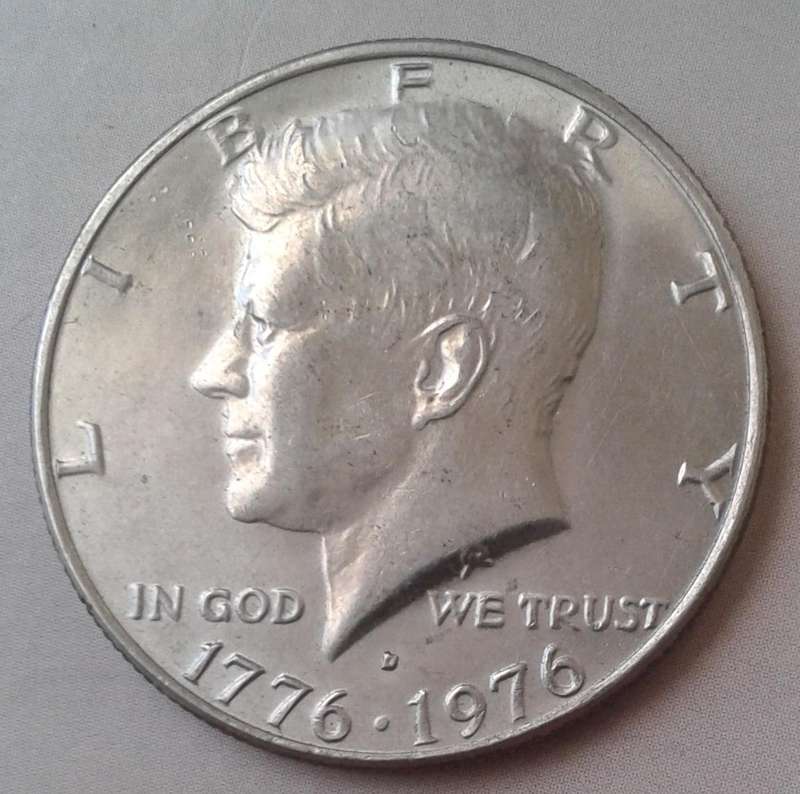 LIBERTY
IN GOD WE TRUST
D
1776 · 1976